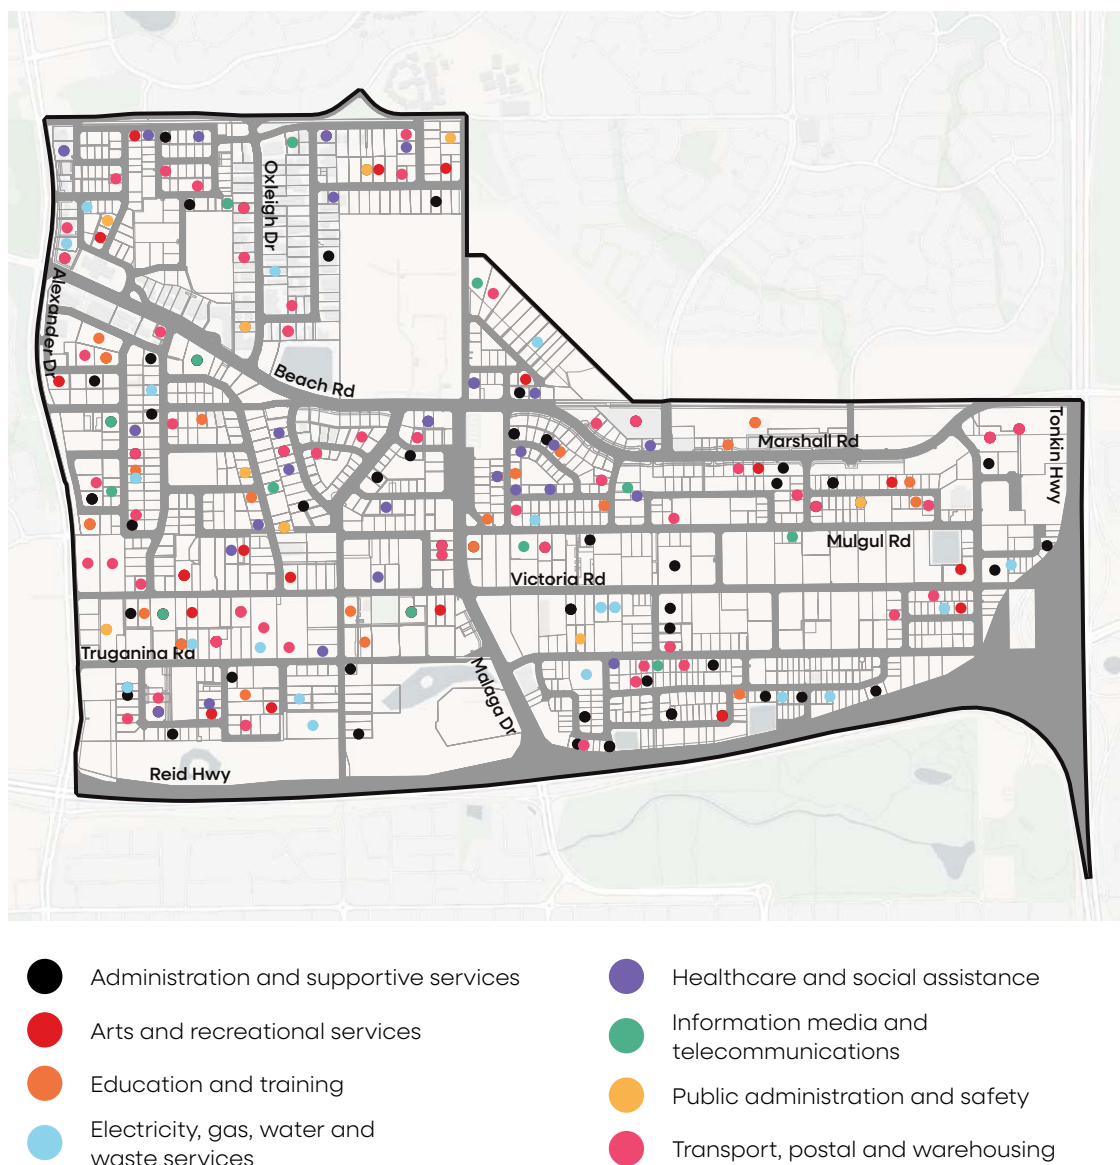 Oxleigh Dr
Alexander Dr
Beach Rd
Marshall Rd
Tonkin Hwy
Mulgul Rd
Victoria Rd
Truganina Rd
Malaga Dr
Reid Hwy
Administration and supportive services
Arts and recreational services
Education and training
Electricity, gas, water and
waste services
Healthcare and social assistance
Information media and
telecommunications
Public administration and safety
Transport, postal and warehousing